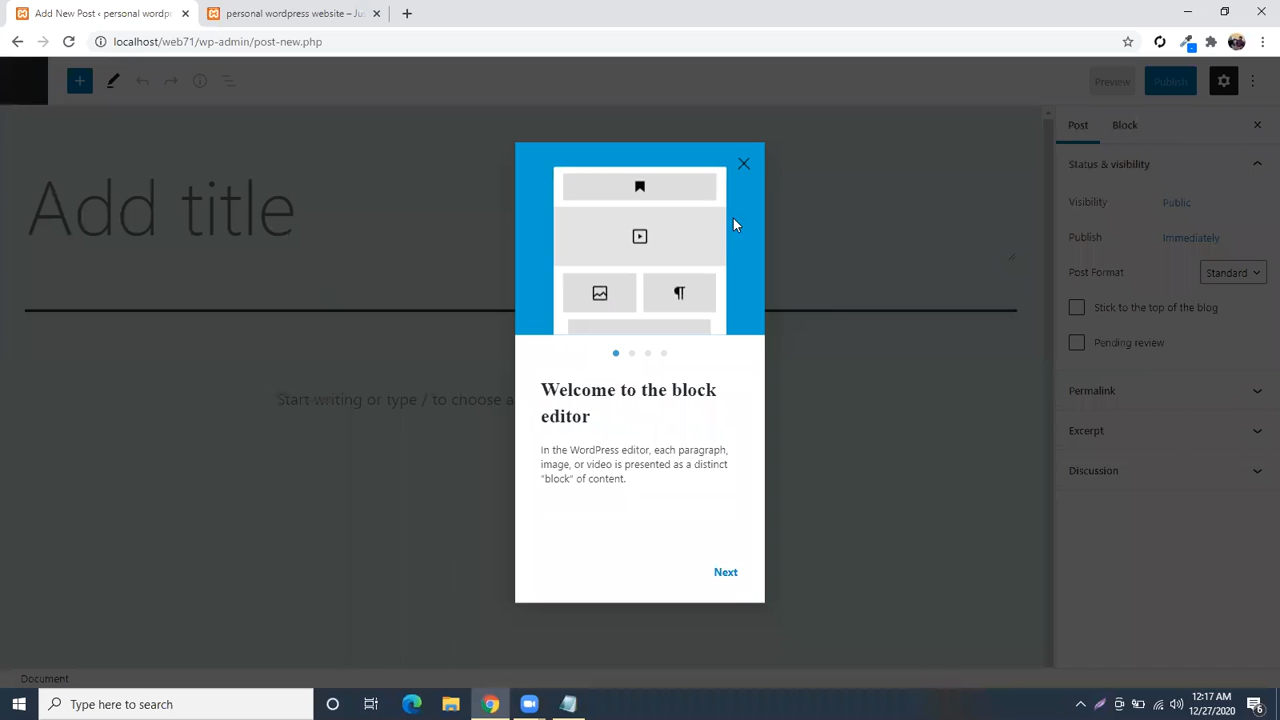 Add New Post ‹ personal wordpr
personal wordpress website – Jus
localhost/web71/wp-admin/post-new.php
Preview
Publish
Post
Block
Add title
Status & visibility
Visibility
Public
Publish
Immediately
Post Format
Standard
Stick to the top of the blog
Pending review
Permalink
Excerpt
Discussion
Start writing or type / to choose a
Welcome to the block
editor
In the WordPress editor, each paragraph,
image, or video is presented as a distinct
“block” of content.
Next
Document
Type here to search
12:17 AM
12/27/2020
6